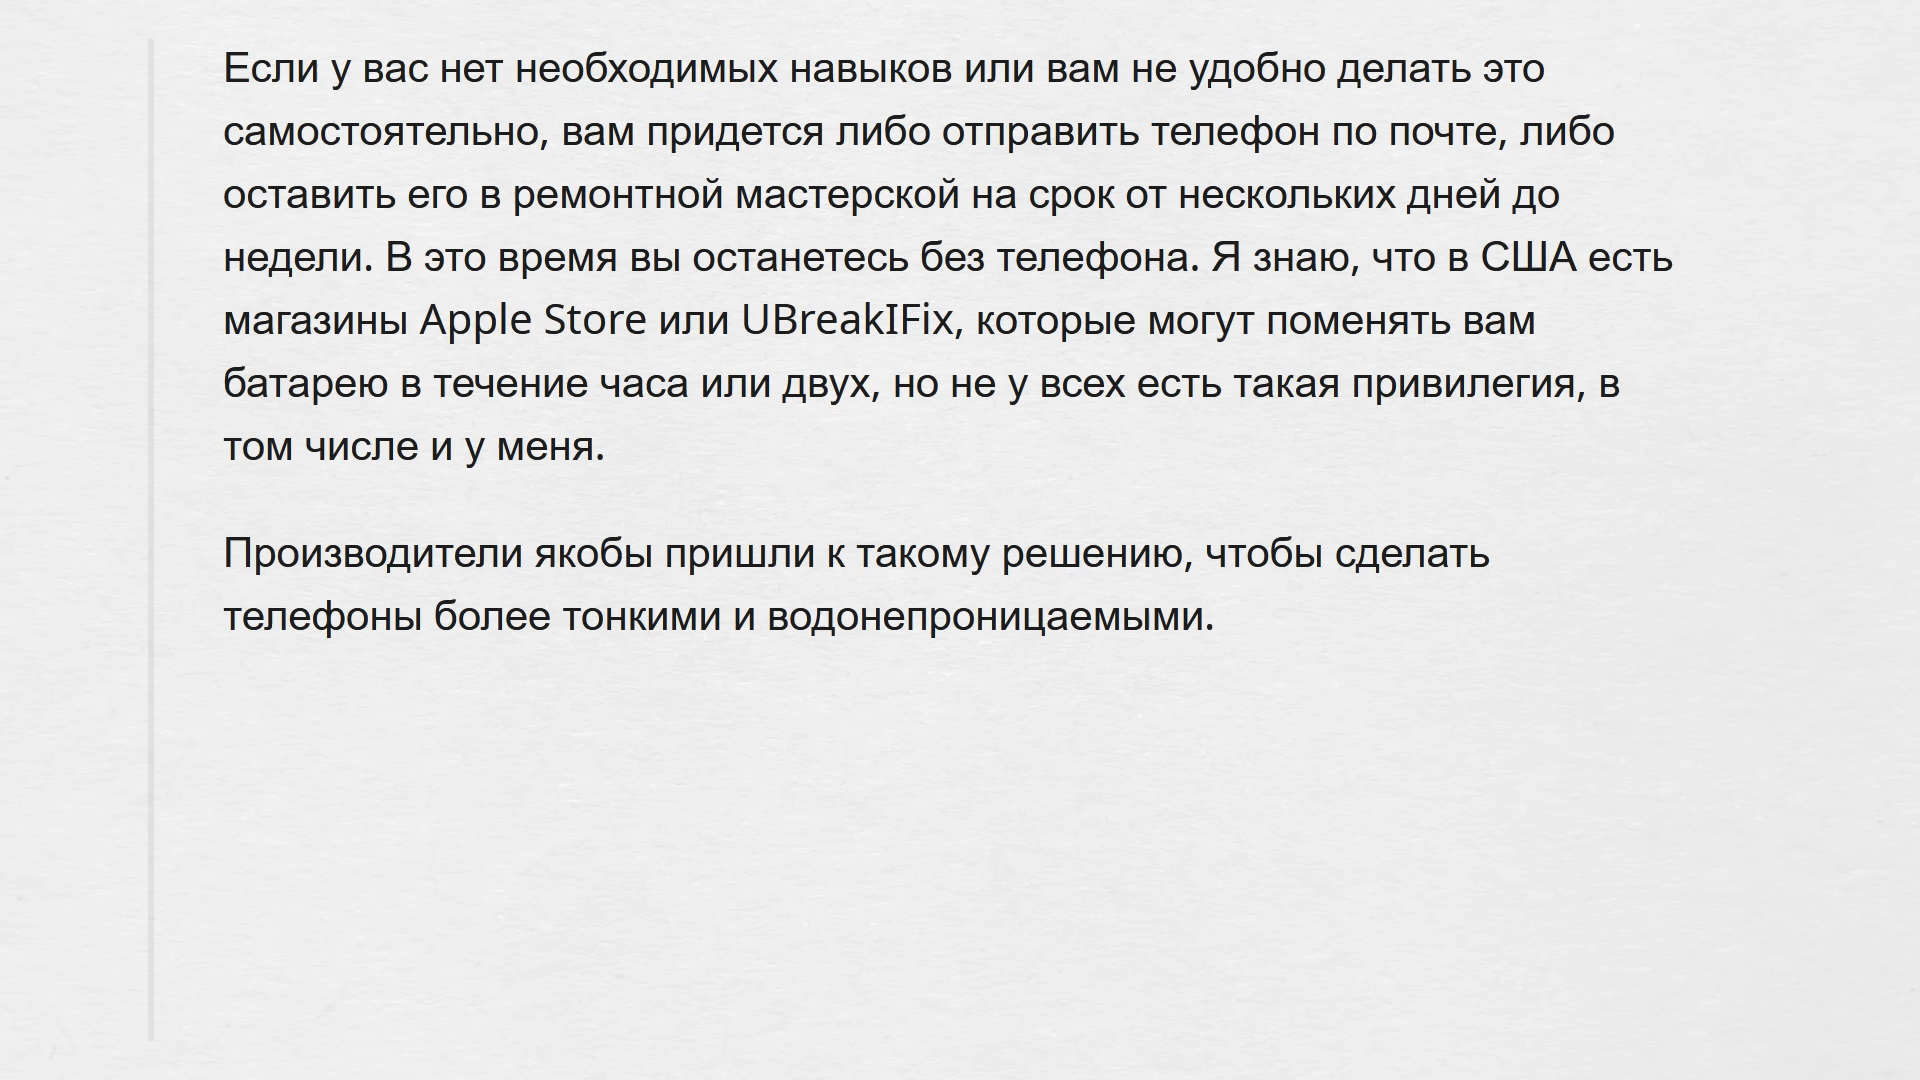 Если у вас нет необходимых навыков или вам не удобно делать это
самостоятельно, вам придется либо отправить телефон по почте, либо
оставить его в ремонтной мастерской на срок от нескольких дней до
недели. В это время вы останетесь без телефона. Я знаю, что в США есть
магазины Apple Store или UBreakIFix, которые могут поменять вам
батарею в течение часа или двух, но не у всех есть такая привилегия, в
том числе и у меня.
Производители якобы пришли к такому решению, чтобы сделать
телефоны более тонкими и водонепроницаемыми.